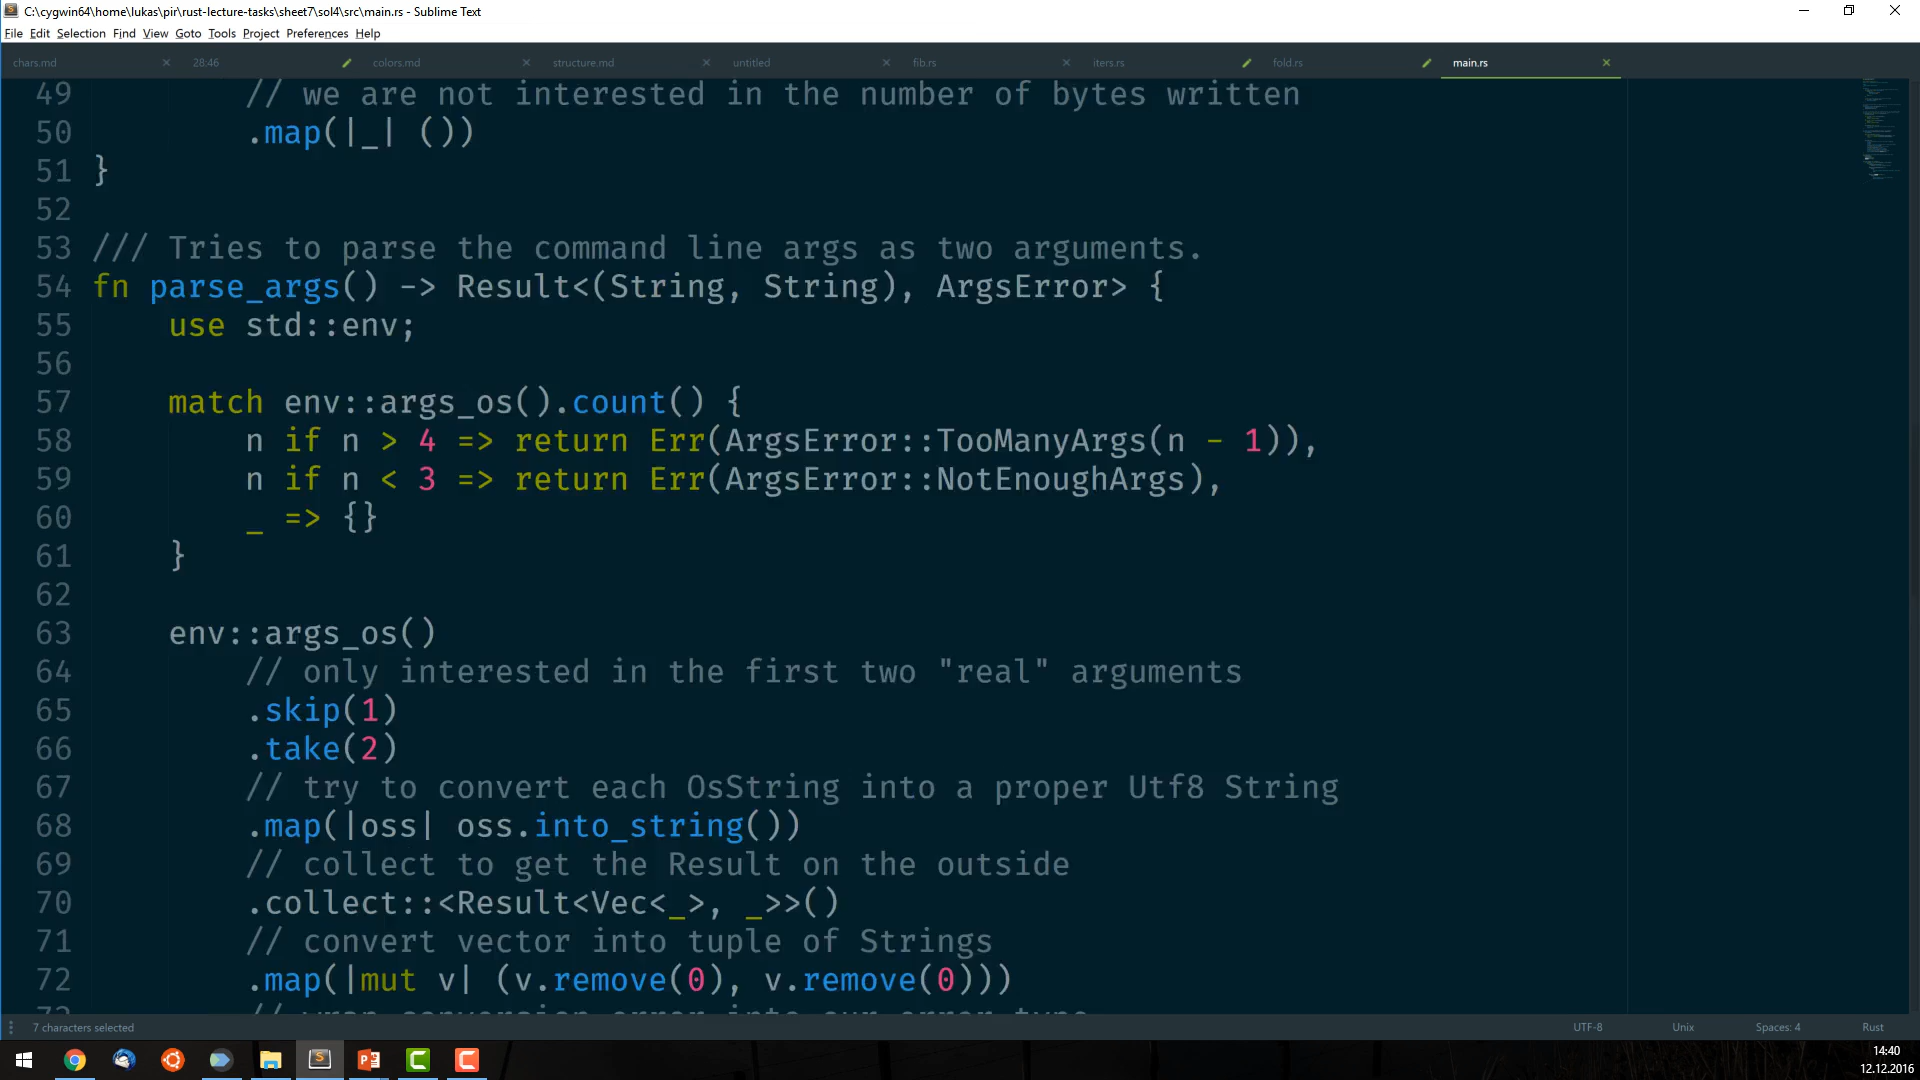 C:\cygwin64\home\lukas\pir\rust-lecture-tasks\sheet7\sol4\src\main.rs - Sublime Text
File Edit Selection Find View Goto Tools Project Preferences Help
chars.md 28:46 colors.md structure.md untitled fib.rs iters.rs fold.rs main.rs
49 // we are not interested in the number of bytes written
50 .map(|_| ())
51 }
52
53 /// Tries to parse the command line args as two arguments.
54 fn parse_args() -> Result<(String, String), ArgsError> {
55 use std::env;
56
57 match env::args_os().count() {
58 n if n > 4 => return Err(ArgsError::TooManyArgs(n - 1)),
59 n if n < 3 => return Err(ArgsError::NotEnoughArgs),
60 _ => {}
61 }
62
63 env::args_os()
64 // only interested in the first two "real" arguments
65 .skip(1)
66 .take(2)
67 // try to convert each OsString into a proper Utf8 String
68 .map(|oss| oss.into_string())
69 // collect to get the Result on the outside
70 .collect::<Result<Vec<_>, _>>()
71 // convert vector into tuple of Strings
72 .map(|mut v| (v.remove(0), v.remove(0)))
73 // wrap conversion error into our error type
7 characters selected UTF-8 Unix Spaces: 4 Rust
14:40
12.12.2016